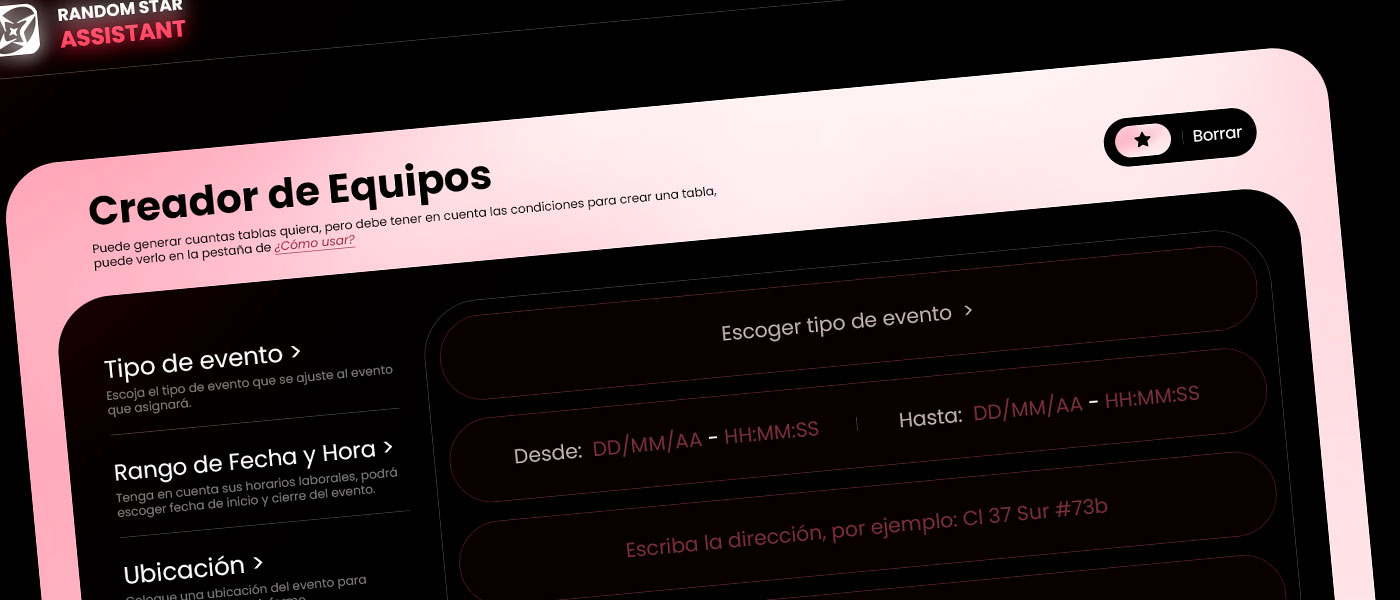 RANDOM STAR
ASSISTANT
Creador de Equipos
Puede generar cuantas tablas quiera, pero debe tener en cuenta las condiciones para crear una tabla,
puede verlo en la pestaña de ¿Cómo usar?
Borrar
Tipo de evento >
Escoja el tipo de evento que se ajuste al evento
que asignará.
Escoger tipo de evento >
Rango de Fecha y Hora >
Tenga en cuenta sus horarios laborales, podrá
escoger fecha de inicio y cierre del evento.
Desde: DD/MM/AA - HH:MM:SS
Hasta: DD/MM/AA - HH:MM:SS
Ubicación >
Coloque una ubicación del evento para
Escriba la dirección, por ejemplo: Cl 37 Sur #73b